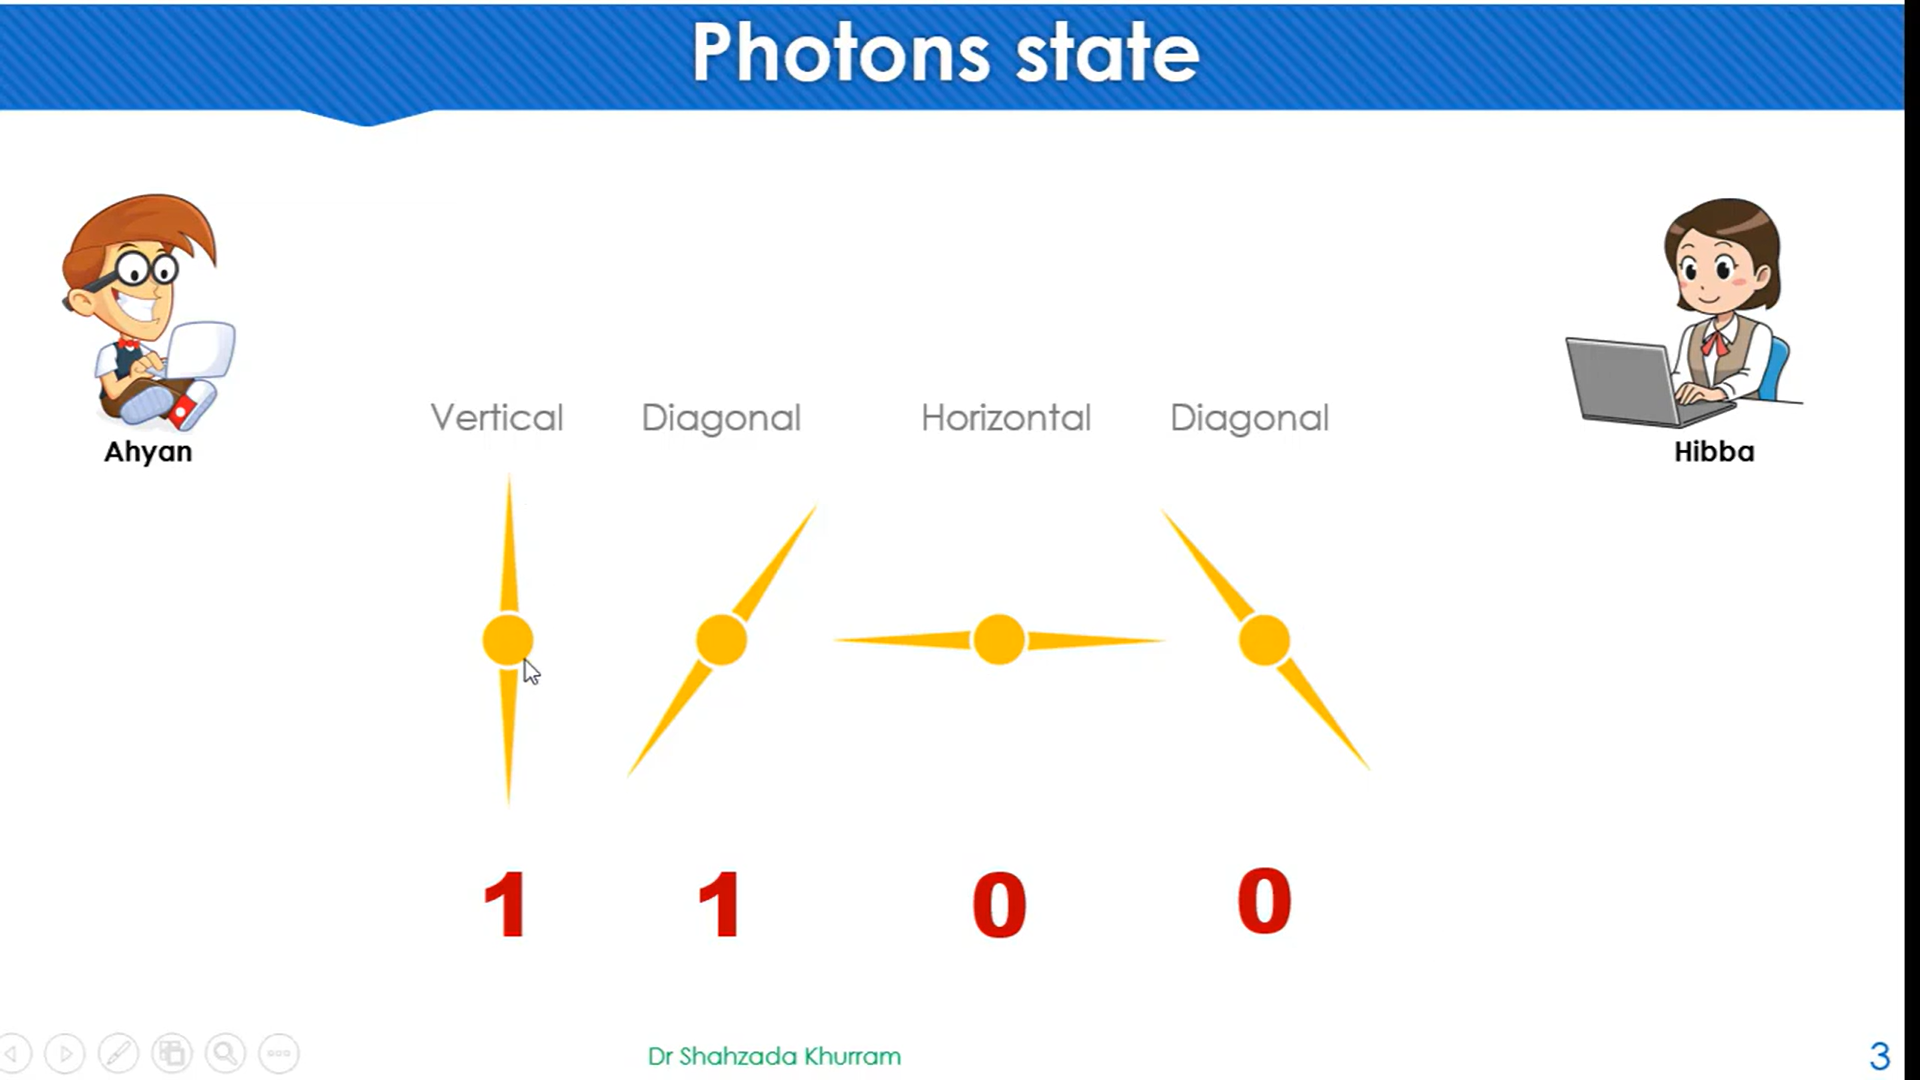 Photons state
Vertical Diagonal Horizontal Diagonal
Ahyan Hibba
1 1 0 0
Dr Shahzada Khurram 3